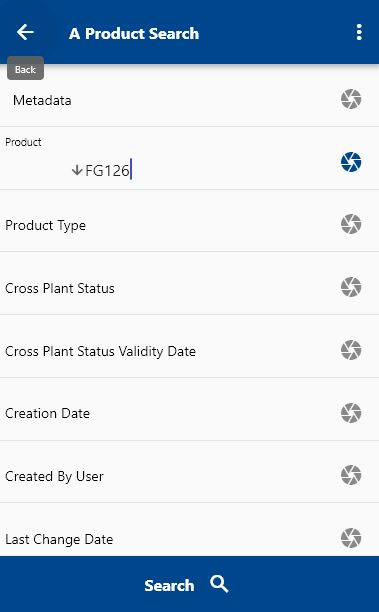 A Product Search
Back
Metadata
Product
FG126
Product Type
Cross Plant Status
Cross Plant Status Validity Date
Creation Date
Created By User
Last Change Date
Search